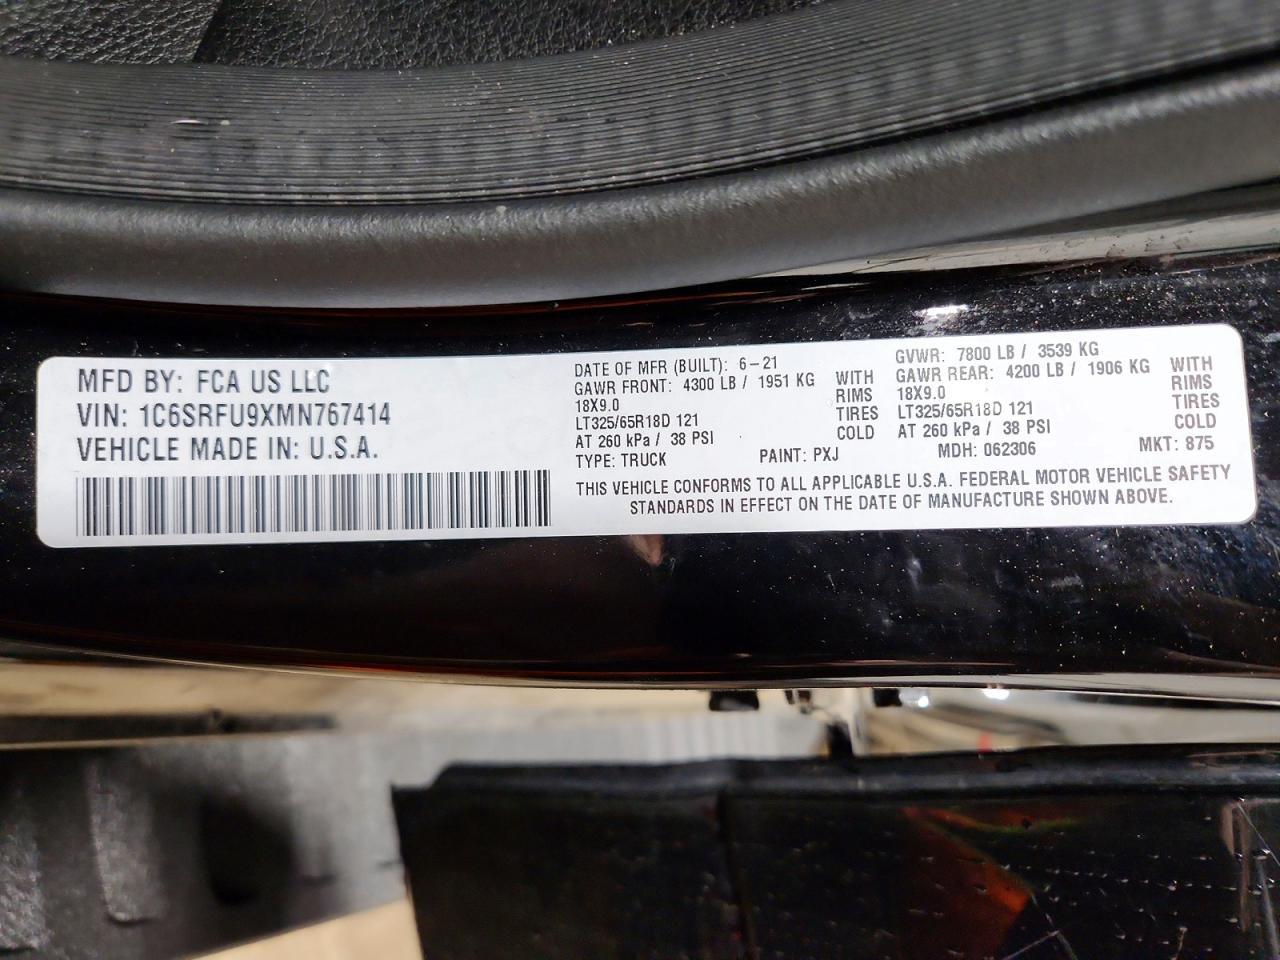 MFD BY: FCA US LLC
VIN: 1C6SRFU9XMN767414
VEHICLE MADE IN: U.S.A.
DATE OF MFR (BUILT): 6-21
GAWR FRONT: 4300 LB / 1951 KG WITH
18X9.0 RIMS
LT325/65R18D 121 TIRES
AT 260 kPa / 38 PSI COLD
TYPE: TRUCK PAINT: PXJ
GVWR: 7800 LB / 3539 KG
GAWR REAR: 4200 LB / 1906 KG WITH
18X9.0 RIMS
LT325/65R18D 121 TIRES
AT 260 kPa / 38 PSI COLD
MDH: 062306 MKT: 875
THIS VEHICLE CONFORMS TO ALL APPLICABLE U.S.A. FEDERAL MOTOR VEHICLE SAFETY
STANDARDS IN EFFECT ON THE DATE OF MANUFACTURE SHOWN ABOVE.